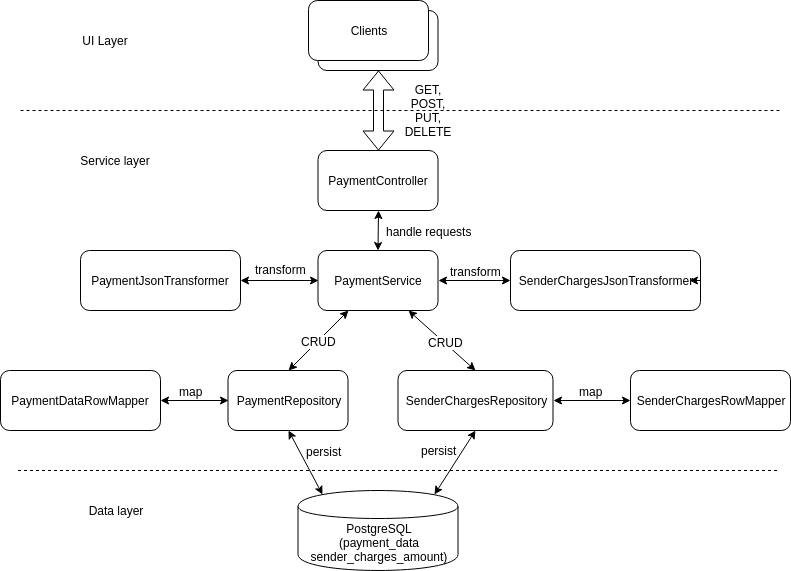 Clients
UI Layer
GET,
POST,
PUT,
DELETE
Service layer
PaymentController
handle requests
PaymentJsonTransformer
transform
PaymentService
transform
SenderChargesJsonTransformer
CRUD
CRUD
PaymentDataRowMapper
map
PaymentRepository
SenderChargesRepository
map
SenderChargesRowMapper
persist
persist
Data layer
PostgreSQL
(payment_data
sender_charges_amount)